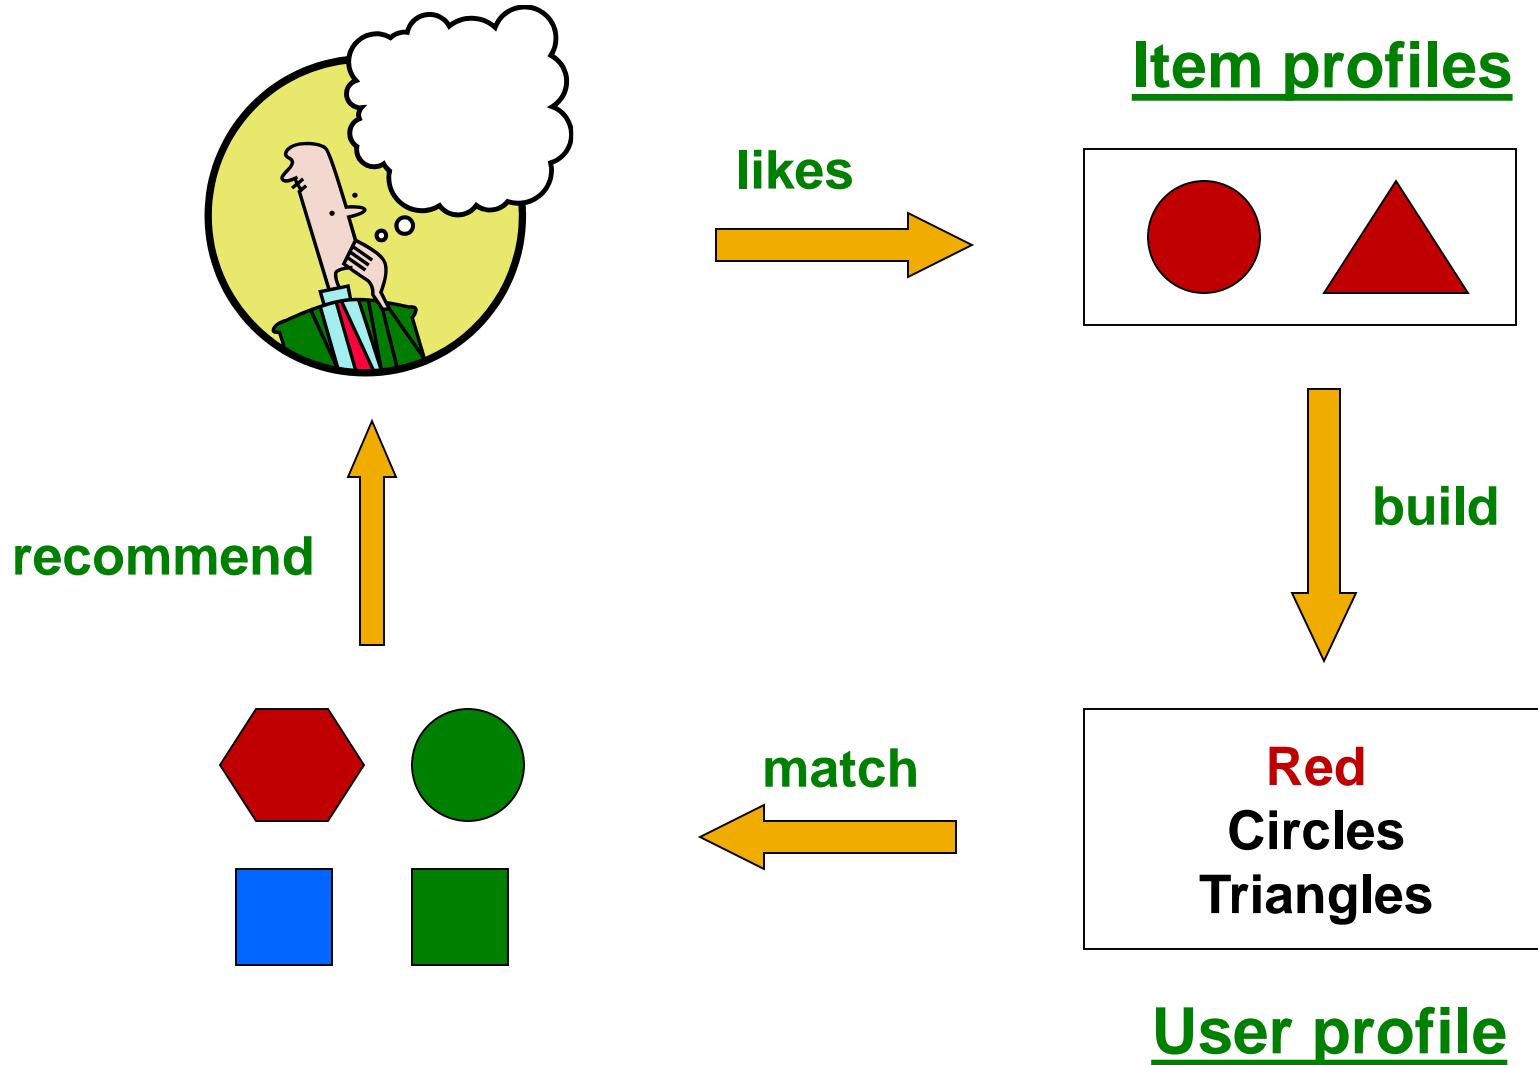 Item profiles
likes
build
recommend
match
Red
Circles
Triangles
User profile